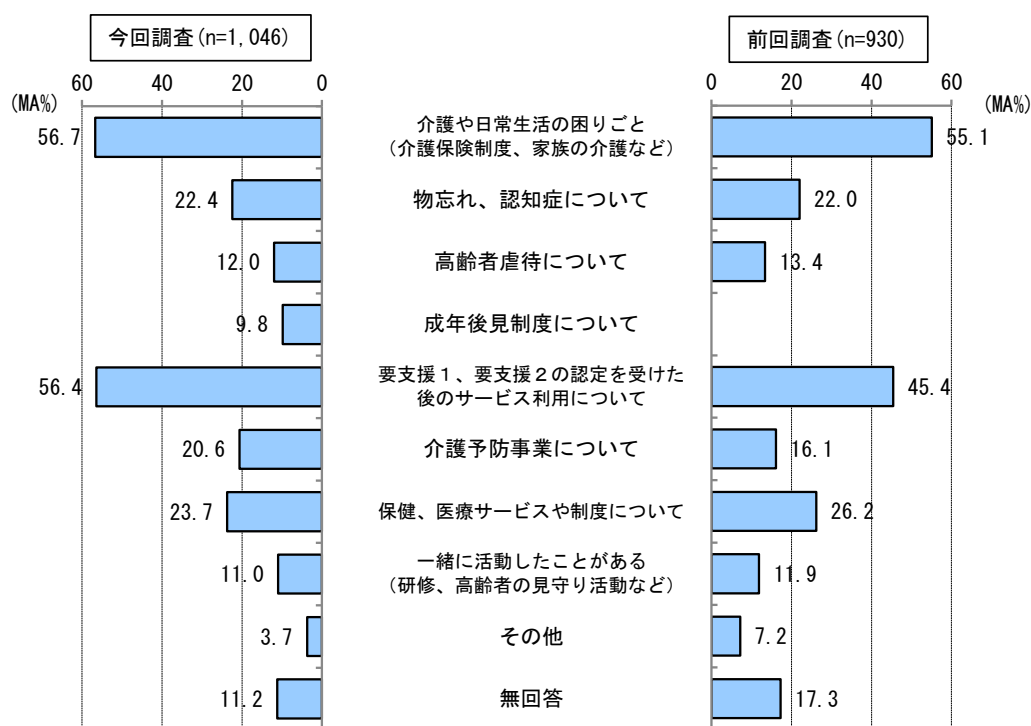 今回調査(n=1,046)
前回調査(n=930)
60 40 20 0
0 20 40 60
(MA%)
(MA%)
56.7 介護や日常生活の困りごと 55.1
（介護保険制度、家族の介護など）
22.4 物忘れ、認知症について 22.0
12.0 高齢者虐待について 13.4
9.8 成年後見制度について
56.4 要支援１、要支援２の認定を受けた 45.4
後のサービス利用について
20.6 介護予防事業について 16.1
23.7 保健、医療サービスや制度について 26.2
11.0 一緒に活動したことがある 11.9
（研修、高齢者の見守り活動など）
3.7 その他 7.2
11.2 無回答 17.3